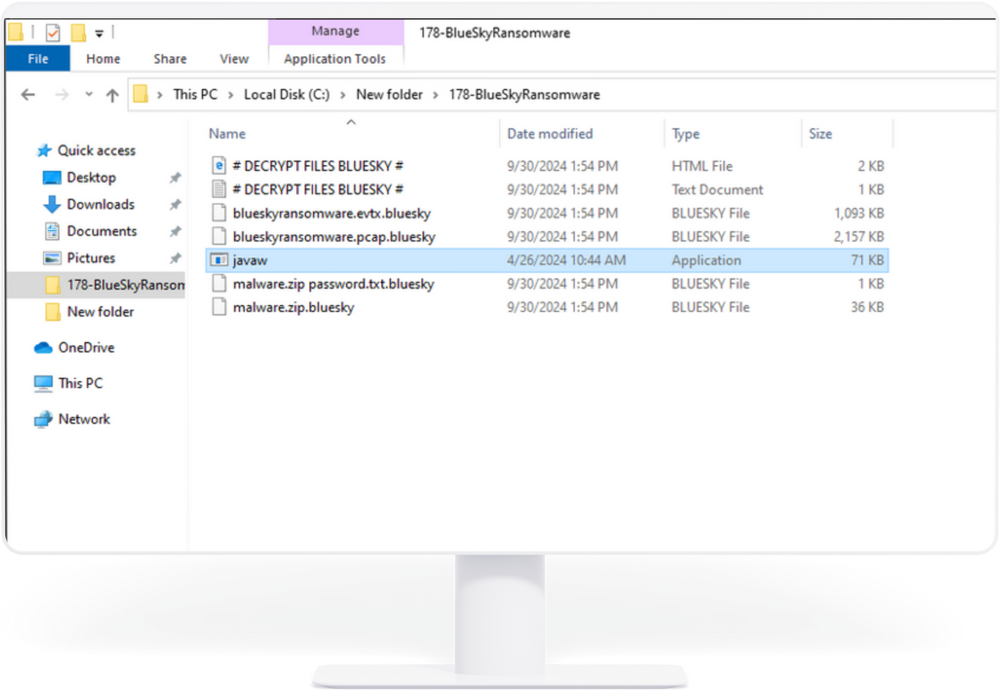 Manage
178-BlueSkyRansomware
File Home Share View Application Tools
This PC Local Disk (C:) New folder 178-BlueSkyRansomware
Name Date modified Type Size
Quick access
Desktop
Downloads
Documents
Pictures
178-BlueSkyRansom
New folder
OneDrive
This PC
Network
# DECRYPT FILES BLUESKY # 9/30/2024 1:54 PM HTML File 2 KB
# DECRYPT FILES BLUESKY # 9/30/2024 1:54 PM Text Document 1 KB
blueskyransomware.evtx.bluesky 9/30/2024 1:54 PM BLUESKY File 1,093 KB
blueskyransomware.pcap.bluesky 9/30/2024 1:54 PM BLUESKY File 2,157 KB
javaw 4/26/2024 10:44 AM Application 71 KB
malware.zip password.txt.bluesky 9/30/2024 1:54 PM BLUESKY File 1 KB
malware.zip.bluesky 9/30/2024 1:54 PM BLUESKY File 36 KB